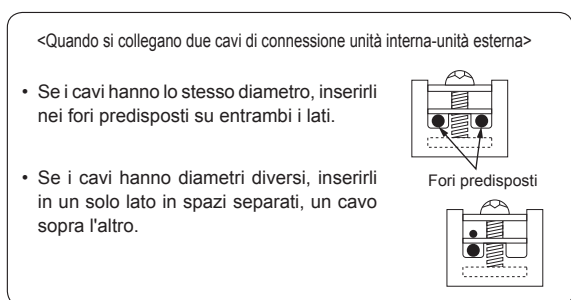 <Quando si collegano due cavi di connessione unità interna-unità esterna>
• Se i cavi hanno lo stesso diametro, inserirli
nei fori predisposti su entrambi i lati.
• Se i cavi hanno diametri diversi, inserirli
in un solo lato in spazi separati, un cavo
sopra l'altro.
Fori predisposti